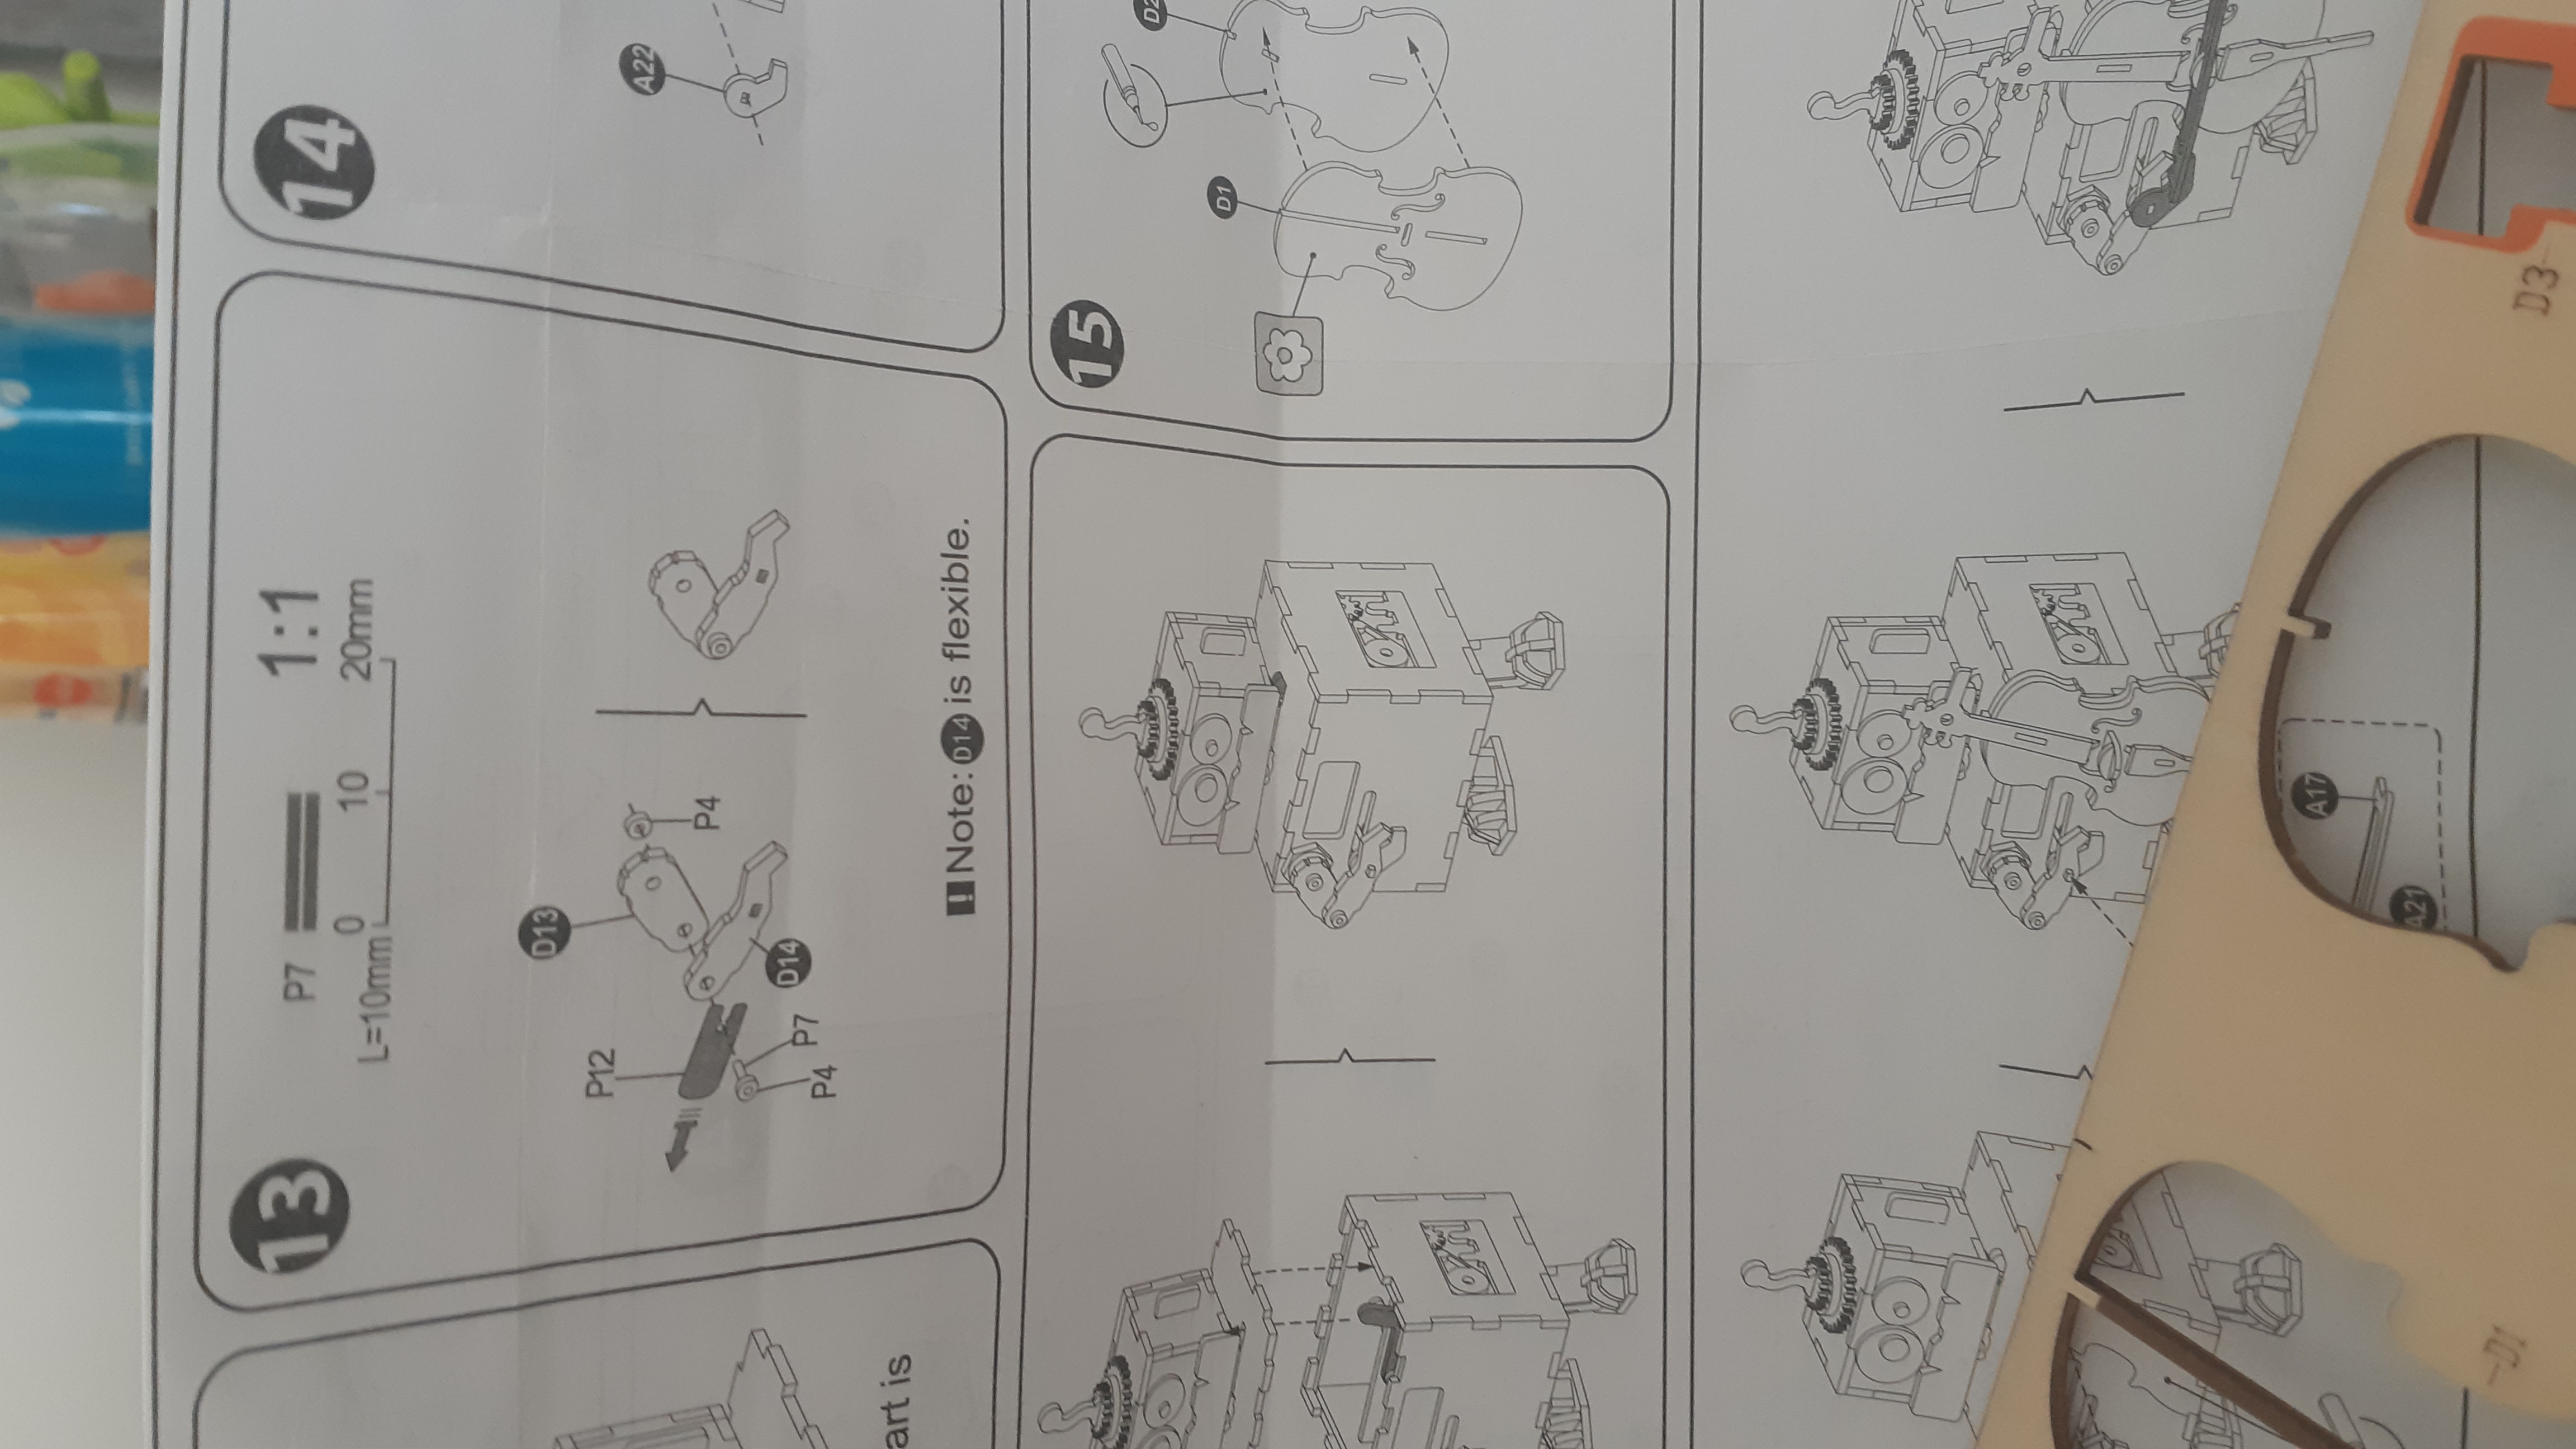 13
P7
1:1
0
10
20mm
L=10mm
14
D13
P12
P4
A22
D14
P7
P4
art is
! Note: D14 is flexible.
15
D1
A17
A21
D1
D3